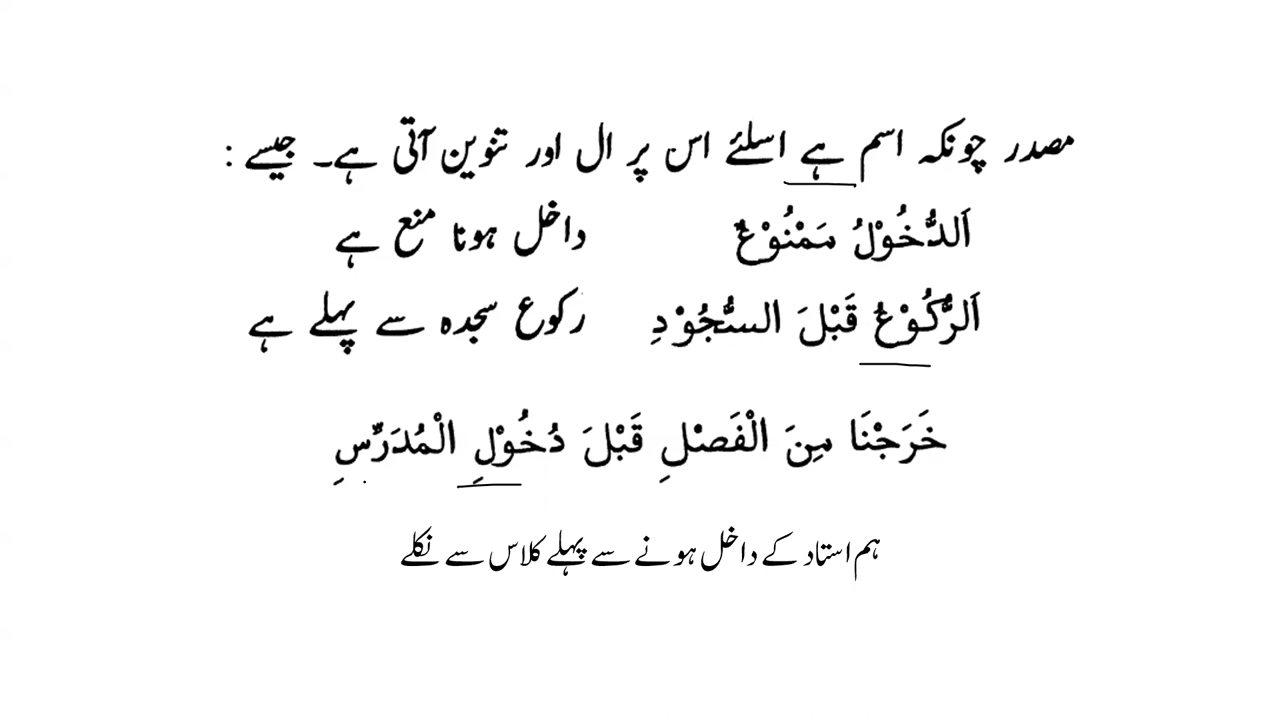 مصدر چونکہ اسم ہے اسلئے اس پر ال اور تنوین آتی ہے۔ جیسے :
اَلدُّخُوْلُ مَمْنُوْعٌ داخل ہونا منع ہے
اَلرُّكُوْعُ قَبْلَ السُّجُوْدِ رکوع سجدہ سے پہلے ہے
خَرَجْنَا مِنَ الْفَصْلِ قَبْلَ دُخُوْلِ الْمُدَرِّسِ
ہم استاد کے داخل ہونے سے پہلے کلاس سے نکلے